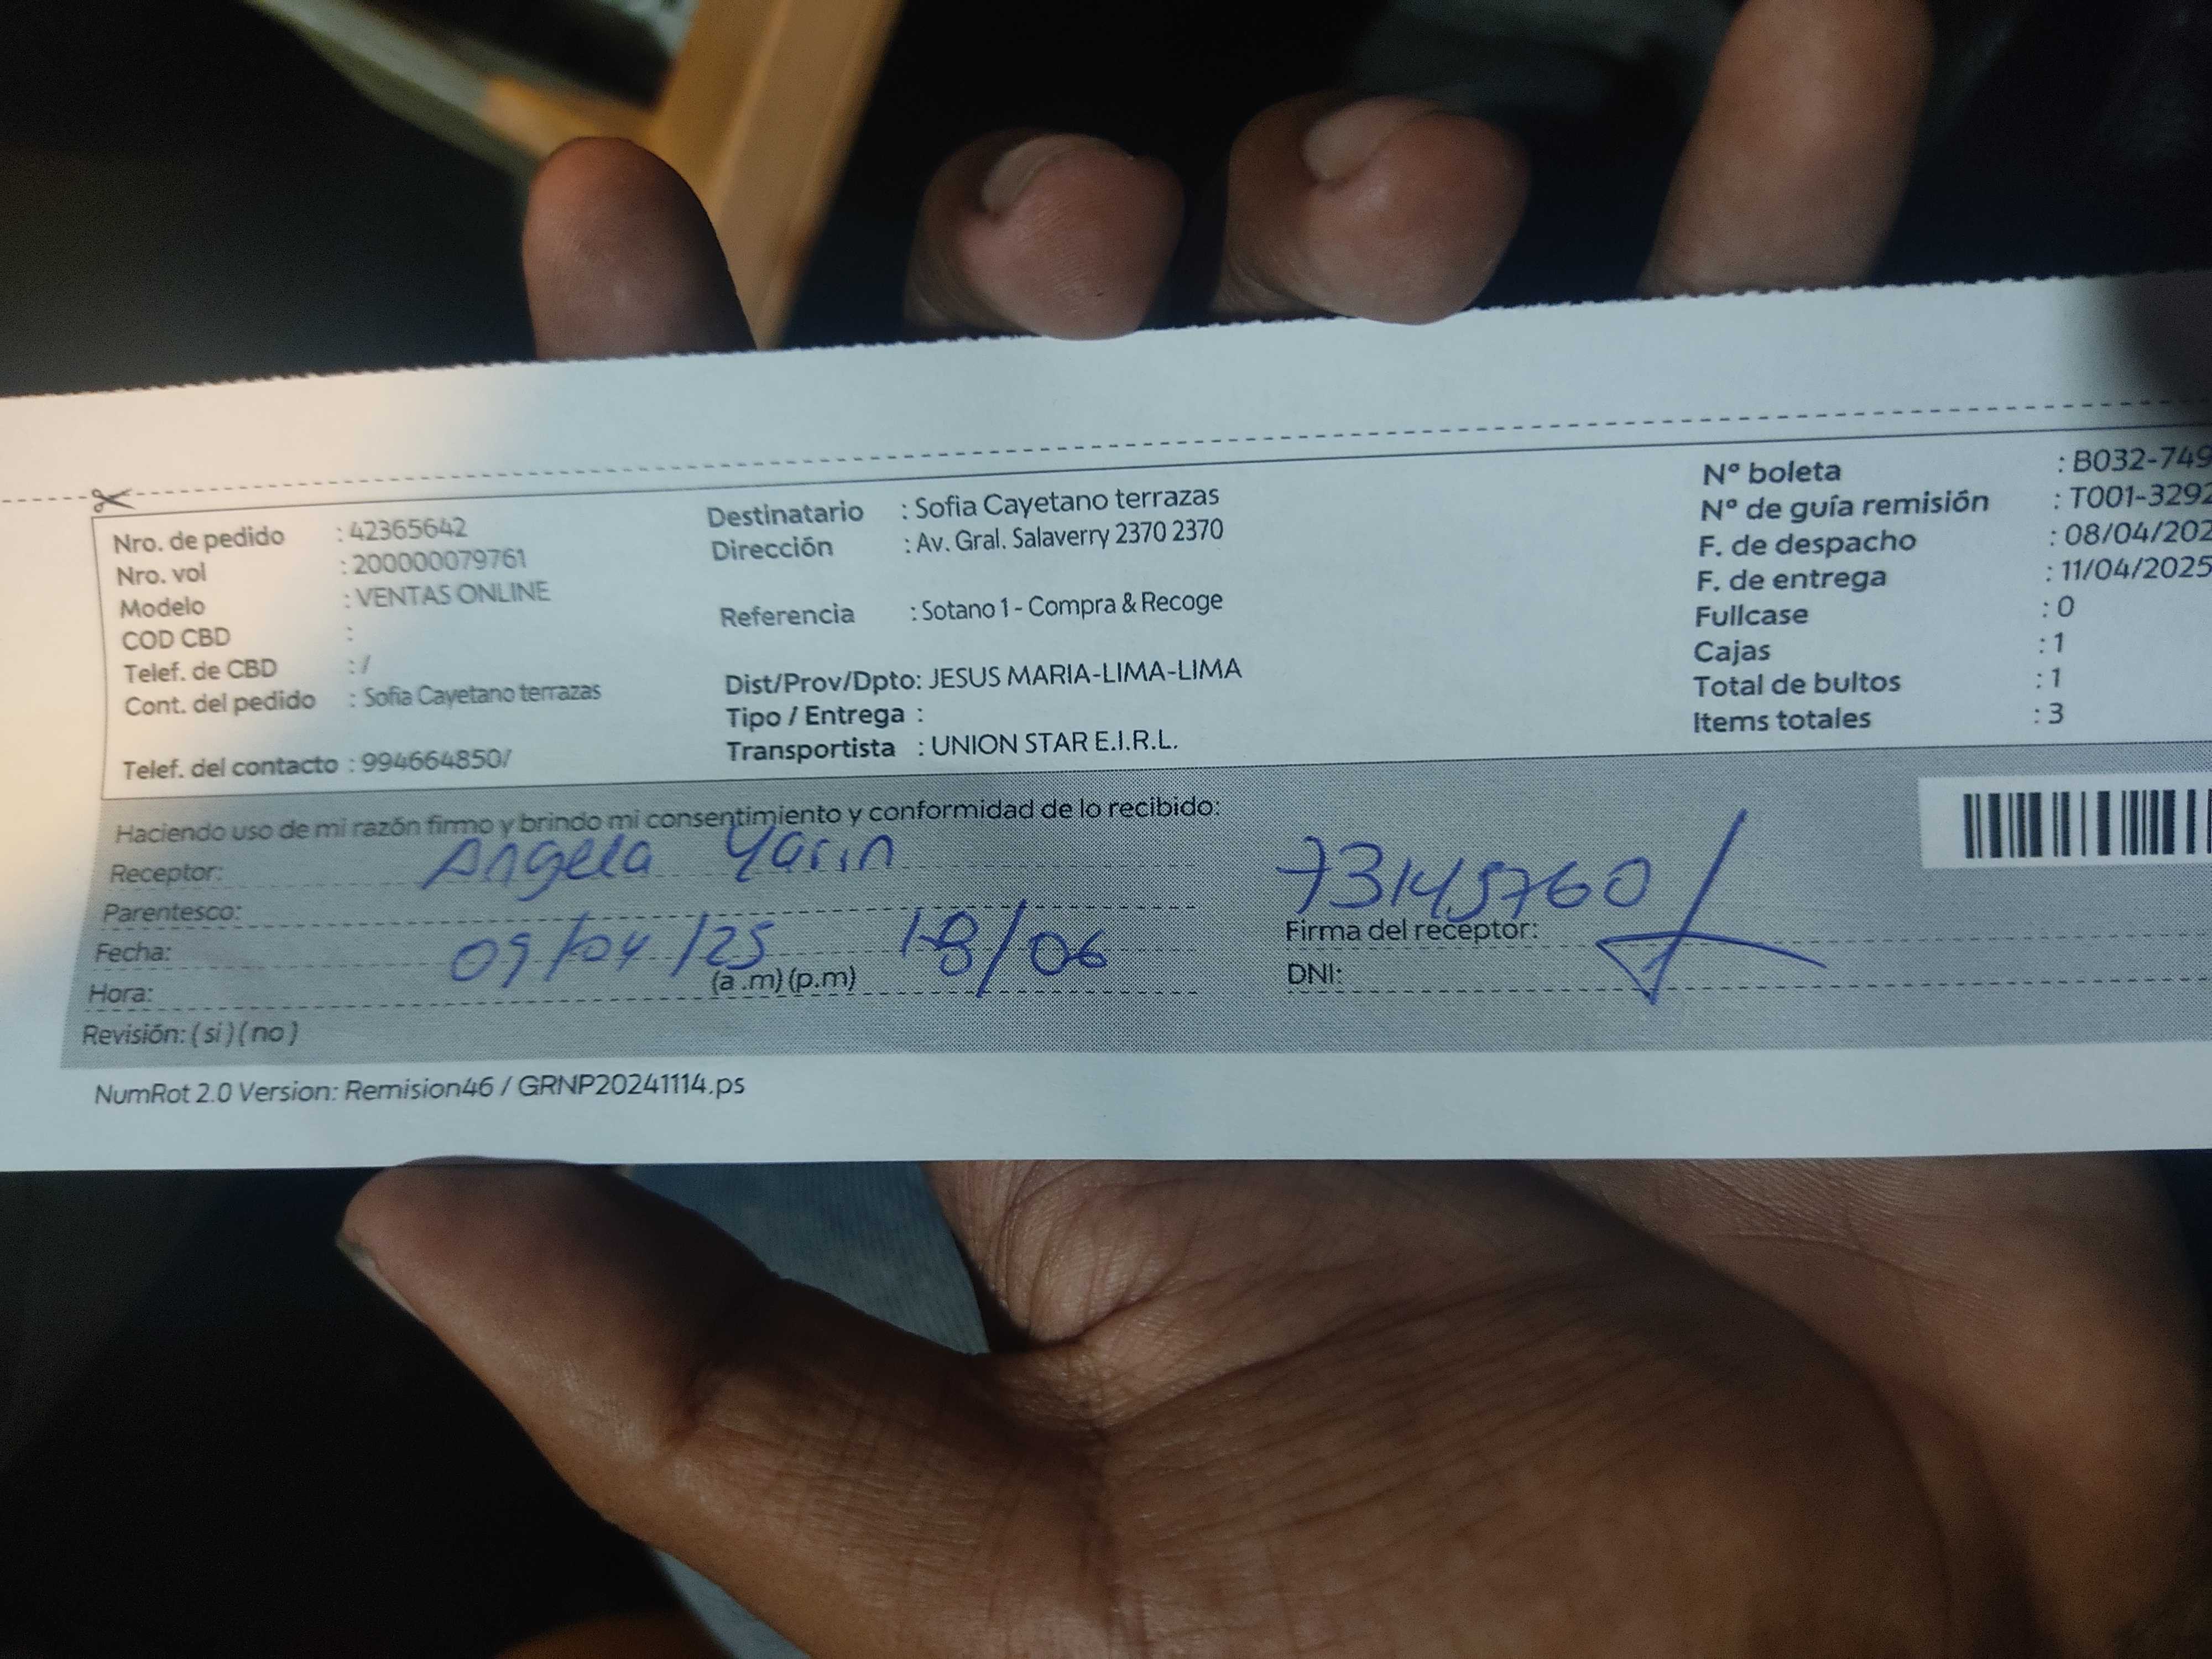 Nro. de pedido : 42365642
Nro. vol : 200000079761
Modelo : VENTAS ONLINE
COD CBD :
Telef. de CBD : /
Cont. del pedido : Sofia Cayetano terrazas
Telef. del contacto : 994664850/
Destinatario : Sofia Cayetano terrazas
Dirección : Av. Gral. Salaverry 2370 2370
Referencia : Sotano 1 - Compra & Recoge
Dist/Prov/Dpto: JESUS MARIA-LIMA-LIMA
Tipo / Entrega :
Transportista : UNION STAR E.I.R.L.
Nº boleta : B032-749
Nº de guía remisión : T001-3292
F. de despacho : 08/04/202
F. de entrega : 11/04/2025
Fullcase : 0
Cajas : 1
Total de bultos : 1
Items totales : 3
Haciendo uso de mi razón firmo y brindo mi consentimiento y conformidad de lo recibido:
Receptor: Angela Yarin
Parentesco:
Fecha: 09/04/25 18/06
Hora: (a .m) (p.m)
Revisión: ( si ) ( no )
73145760
Firma del receptor:
DNI:
NumRot 2.0 Version: Remision46 / GRNP20241114.ps